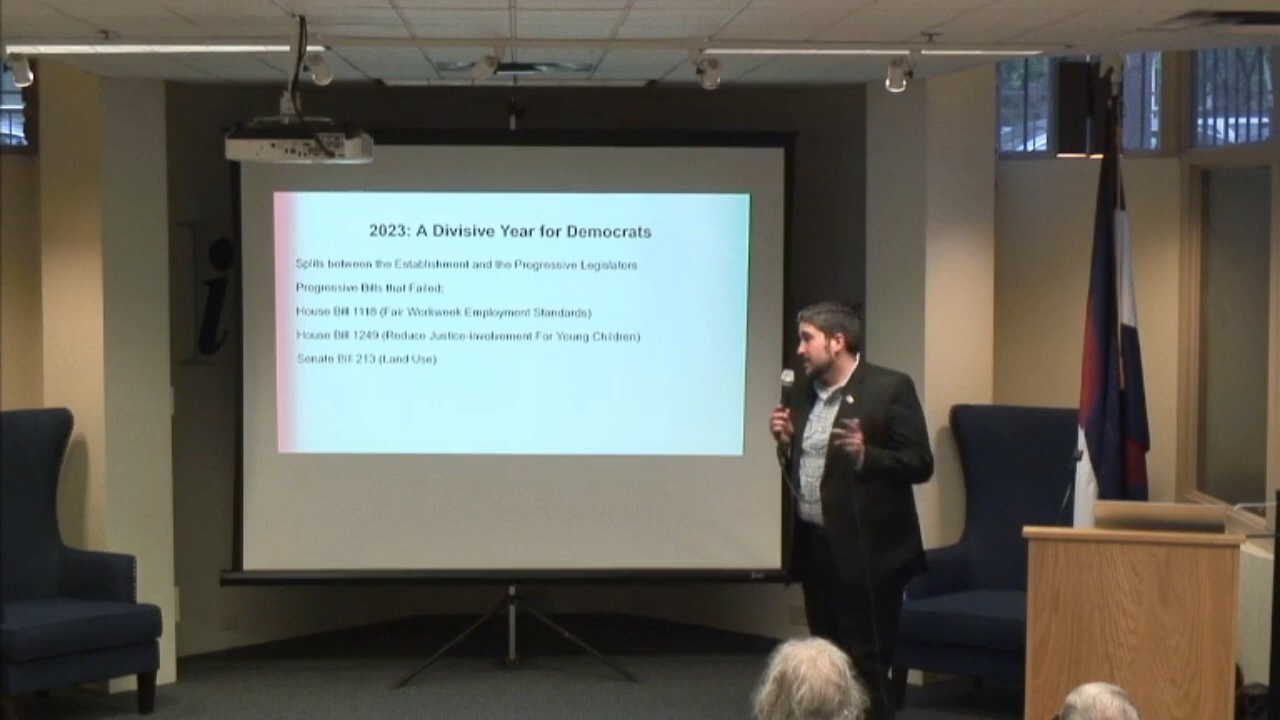 2023: A Divisive Year for Democrats
Splits between the Establishment and the Progressive Legislators
Progressive Bills that Failed:
House Bill 1118 (Fair Workweek Employment Standards)
House Bill 1249 (Reduce Justice-involvement For Young Children)
Senate Bill 213 (Land Use)
i